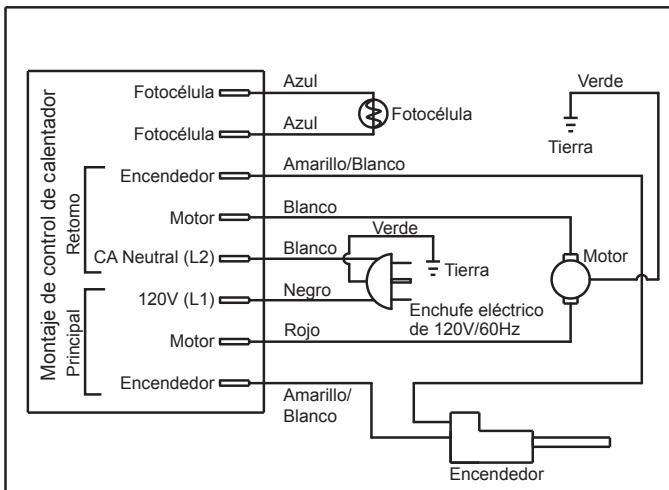 Montaje de control de calentador
Retorno
Principal
Fotocélula
Azul
Fotocélula
Fotocélula
Azul
Encendedor
Amarillo/Blanco
Motor
Blanco
CA Neutral (L2)
Blanco
Verde
Tierra
120V (L1)
Negro
Enchufe eléctrico
de 120V/60Hz
Motor
Rojo
Encendedor
Amarillo/
Blanco
Verde
Tierra
Motor
Encendedor